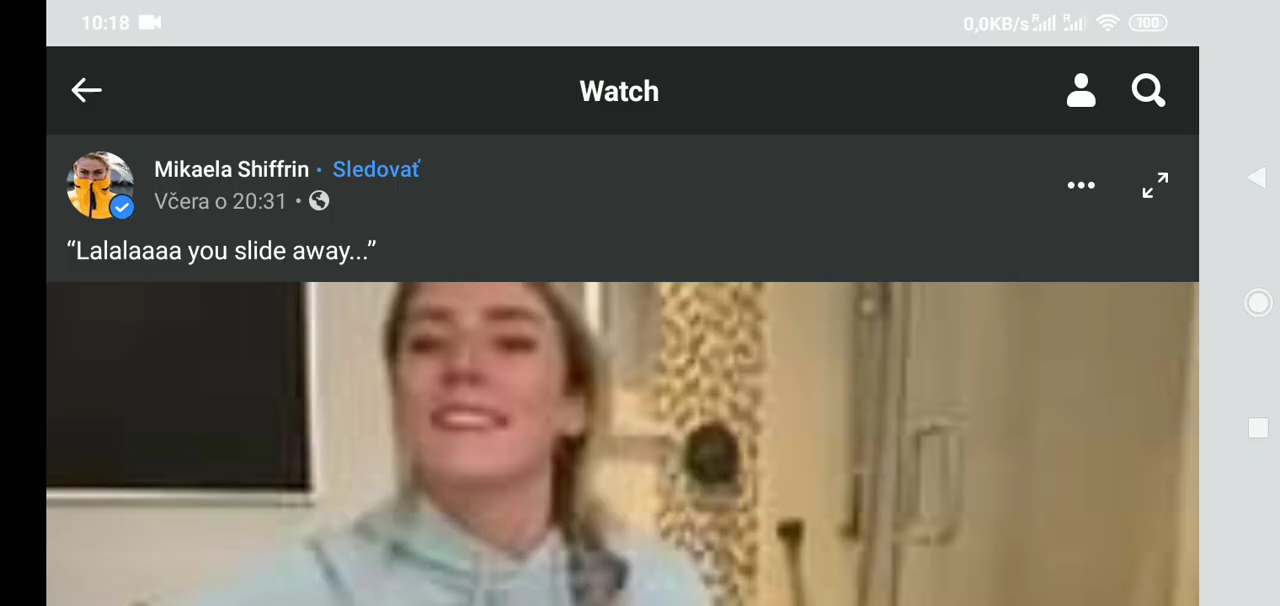 10:18 0,0KB/s R R 100
Watch
Mikaela Shiffrin • Sledovať
Včera o 20:31 •
“Lalalaaaa you slide away...”